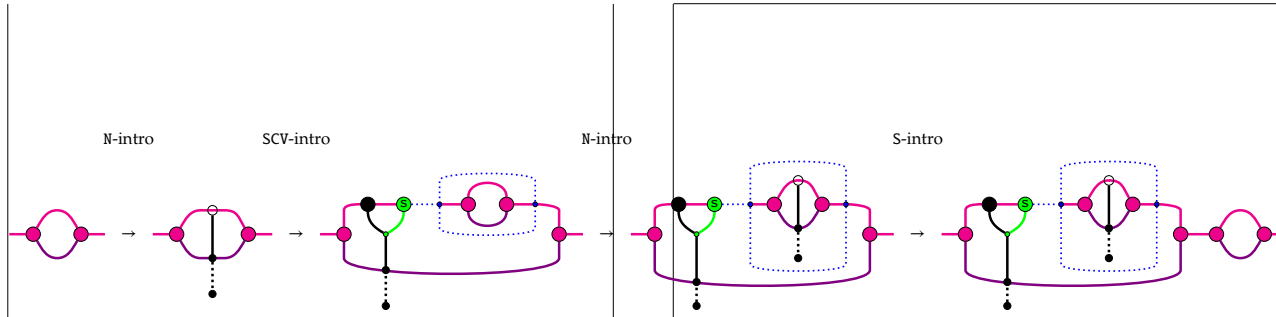 N-intro SCV-intro N-intro S-intro
S S S
→ → → →